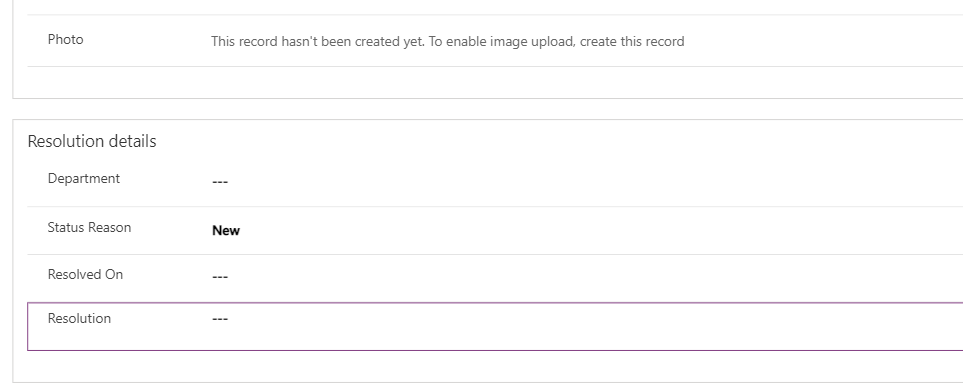 Photo
This record hasn't been created yet. To enable image upload, create this record
Resolution details
Department ---
Status Reason New
Resolved On ---
Resolution ---